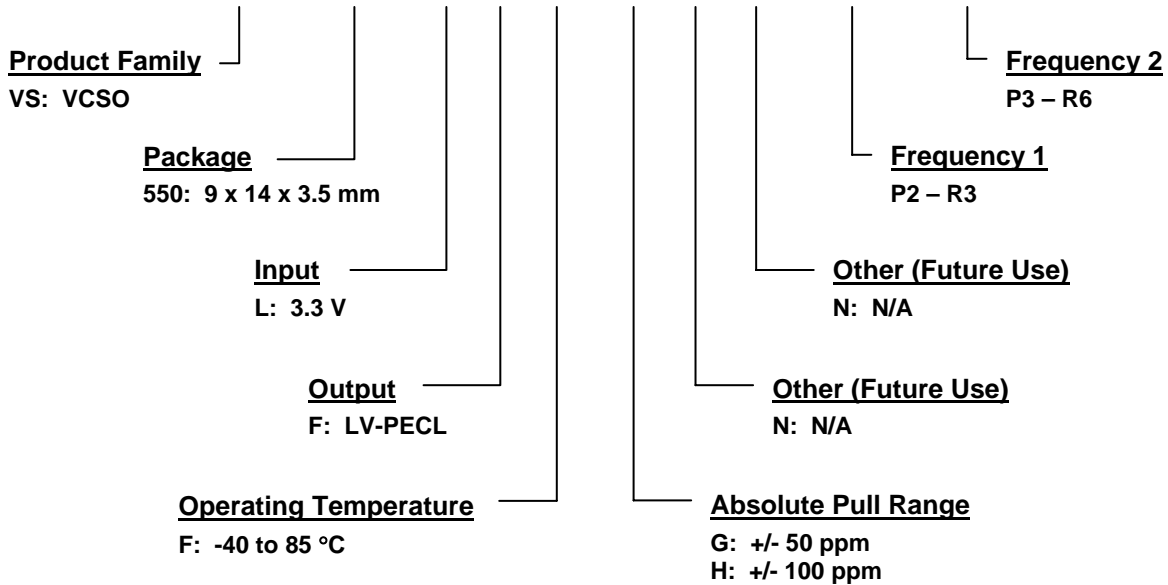 Product Family
VS: VCSO
Frequency 2
P3 – R6
Package
550: 9 x 14 x 3.5 mm
Frequency 1
P2 – R3
Input
L: 3.3 V
Other (Future Use)
N: N/A
Output
F: LV-PECL
Other (Future Use)
N: N/A
Operating Temperature
F: -40 to 85 °C
Absolute Pull Range
G: +/- 50 ppm
H: +/- 100 ppm